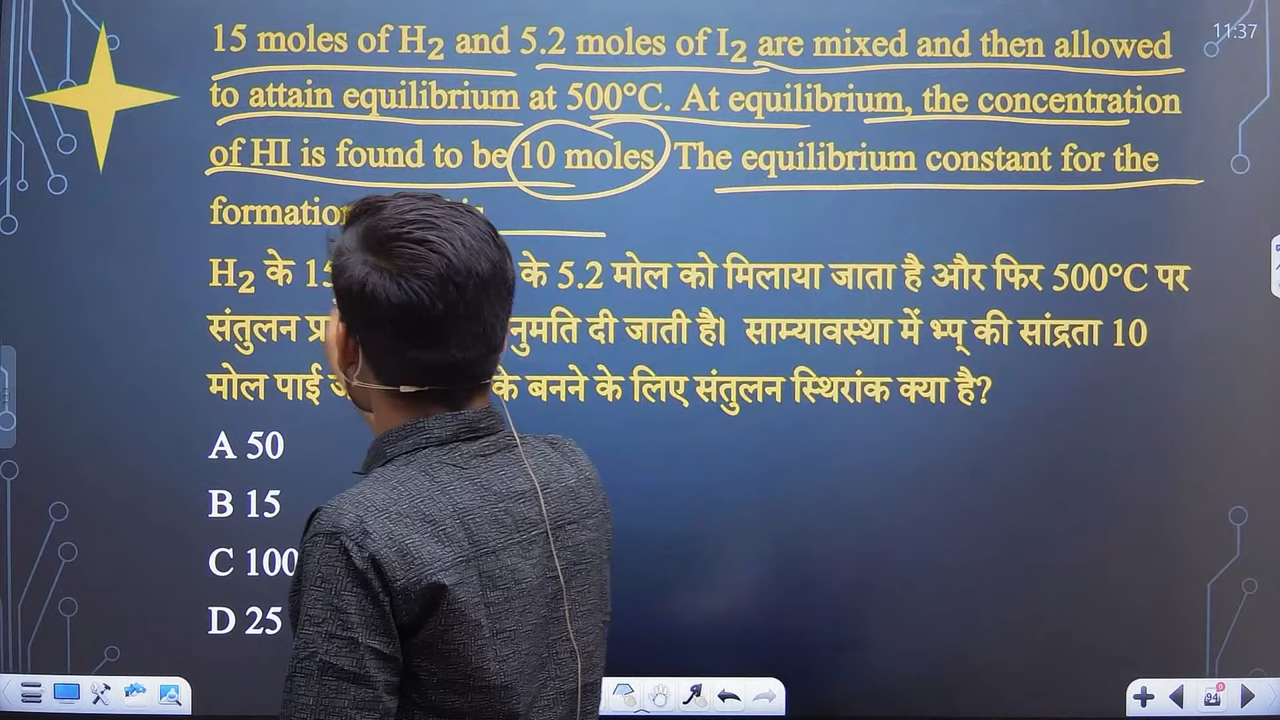 11:37
15 moles of H₂ and 5.2 moles of I₂ are mixed and then allowed
to attain equilibrium at 500°C. At equilibrium, the concentration
of HI is found to be 10 moles. The equilibrium constant for the
H₂ के 15 के 5.2 मोल को मिलाया जाता है और फिर 500°C पर
संतुलन दी जाती है। साम्यावस्था में भ्प् की सांद्रता 10
मोल पाई के बनने के लिए संतुलन स्थिरांक क्या है?
A 50
B 15
C 100
D 25
94